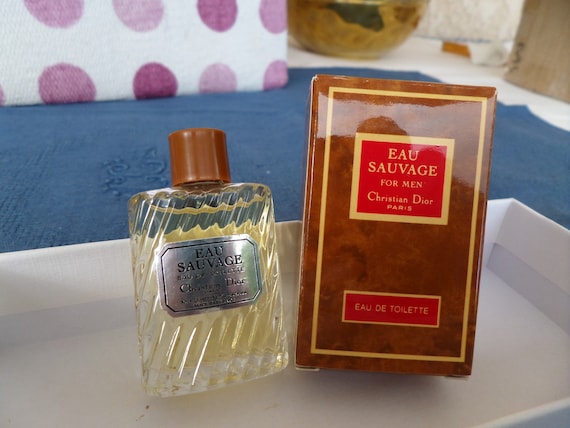 EAU
SAUVAGE
Christian Dior
EAU
SAUVAGE
FOR MEN
Christian Dior
PARIS
EAU DE TOILETTE